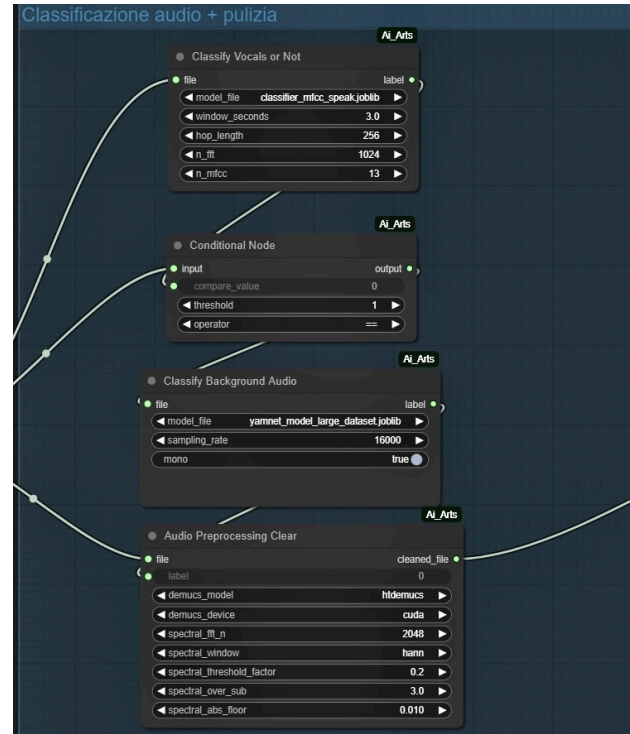 Classificazione audio + pulizia
Ai_Arts
Classify Vocals or Not
file label
model_file classifier_mfcc_speak.joblib
window_seconds 3.0
hop_length 256
n_fft 1024
n_mfcc 13
Ai_Arts
Conditional Node
input output
compare_value 0
threshold 1
operator ==
Ai_Arts
Classify Background Audio
file label
model_file yamnet_model_large_dataset.joblib
sampling_rate 16000
mono true
Ai_Arts
Audio Preprocessing Clear
file cleaned_file
label 0
demucs_model htdemucs
demucs_device cuda
spectral_fft_n 2048
spectral_window hann
spectral_threshold_factor 0.2
spectral_over_sub 3.0
spectral_abs_floor 0.010